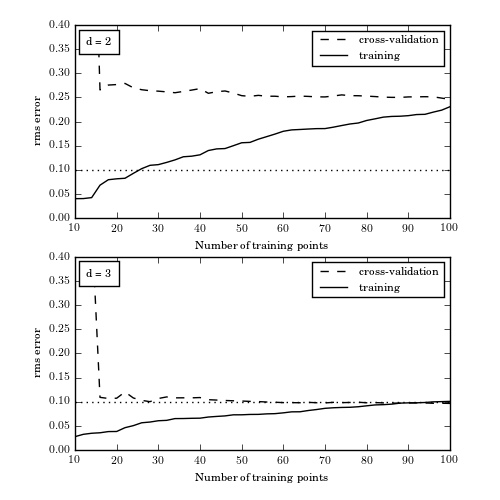 0.40
d = 2
cross-validation
training
0.35
0.30
0.25
0.20
0.15
0.10
0.05
0.00
rms error
10 20 30 40 50 60 70 80 90 100
Number of training points
0.40
d = 3
cross-validation
training
0.35
0.30
0.25
0.20
0.15
0.10
0.05
0.00
rms error
10 20 30 40 50 60 70 80 90 100
Number of training points